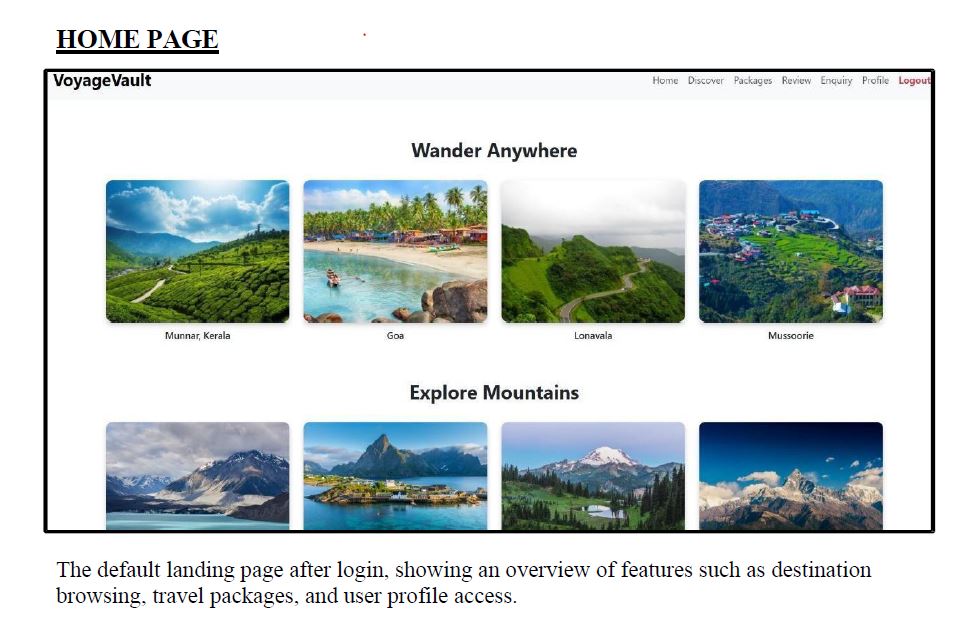 HOME PAGE
VoyageVault
Home Discover Packages Review Enquiry Profile Logout
Wander Anywhere
Munnar, Kerala
Goa
Lonavala
Mussoorie
Explore Mountains
The default landing page after login, showing an overview of features such as destination
browsing, travel packages, and user profile access.